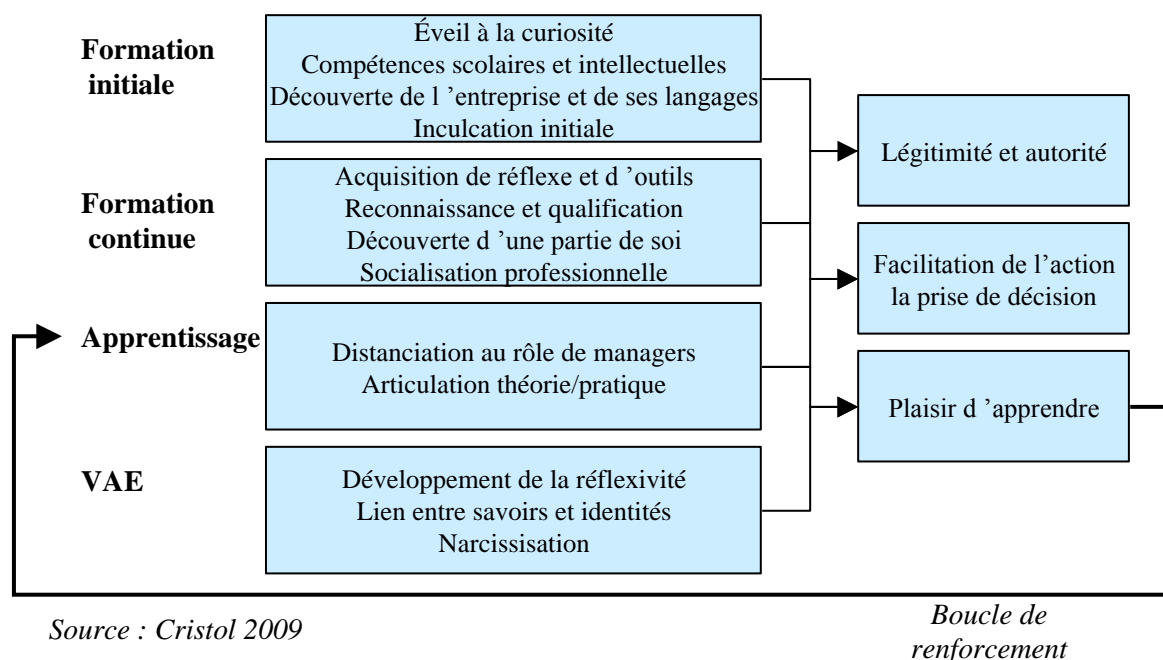 Formation
initiale
Éveil à la curiosité
Compétences scolaires et intellectuelles
Découverte de l ’entreprise et de ses langages
Inculcation initiale
Légitimité et autorité
Formation
continue
Acquisition de réflexe et d ’outils
Reconnaissance et qualification
Découverte d ’une partie de soi
Socialisation professionnelle
Facilitation de l’action
la prise de décision
Apprentissage
Distanciation au rôle de managers
Articulation théorie/pratique
Plaisir d ’apprendre
VAE
Développement de la réflexivité
Lien entre savoirs et identités
Narcissisation
Source : Cristol 2009
Boucle de
renforcement